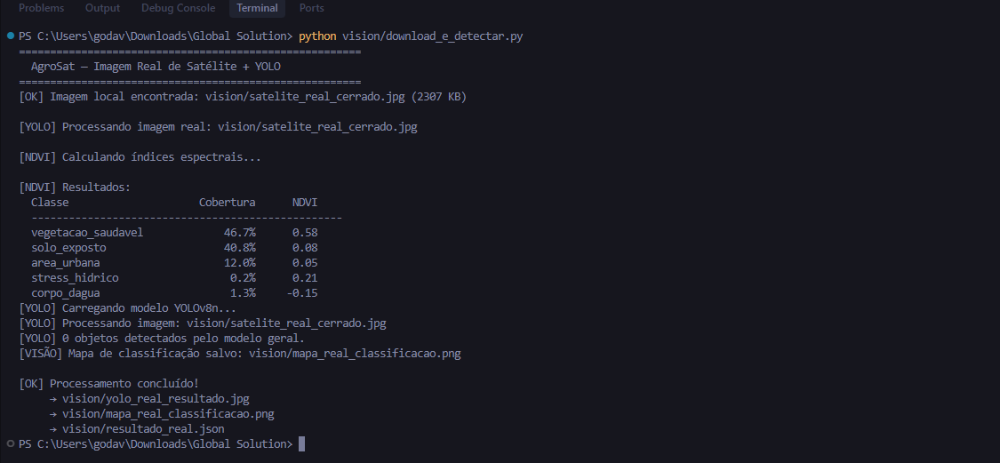 Problems Output Debug Console Terminal Ports
PS C:\Users\godav\Downloads\Global Solution> python vision/download_e_detectar.py
=======================================================
AgroSat — Imagem Real de Satélite + YOLO
=======================================================
[OK] Imagem local encontrada: vision/satelite_real_cerrado.jpg (2307 KB)
[YOLO] Processando imagem real: vision/satelite_real_cerrado.jpg
[NDVI] Calculando índices espectrais...
[NDVI] Resultados:
Classe Cobertura NDVI
--------------------------------------------------
vegetacao_saudavel 46.7% 0.58
solo_exposto 40.8% 0.08
area_urbana 12.0% 0.05
stress_hidrico 0.2% 0.21
corpo_dagua 1.3% -0.15
[YOLO] Carregando modelo YOLOv8n...
[YOLO] Processando imagem: vision/satelite_real_cerrado.jpg
[YOLO] 0 objetos detectados pelo modelo geral.
[VISÃO] Mapa de classificação salvo: vision/mapa_real_classificacao.png
[OK] Processamento concluído!
→ vision/yolo_real_resultado.jpg
→ vision/mapa_real_classificacao.png
→ vision/resultado_real.json
PS C:\Users\godav\Downloads\Global Solution>